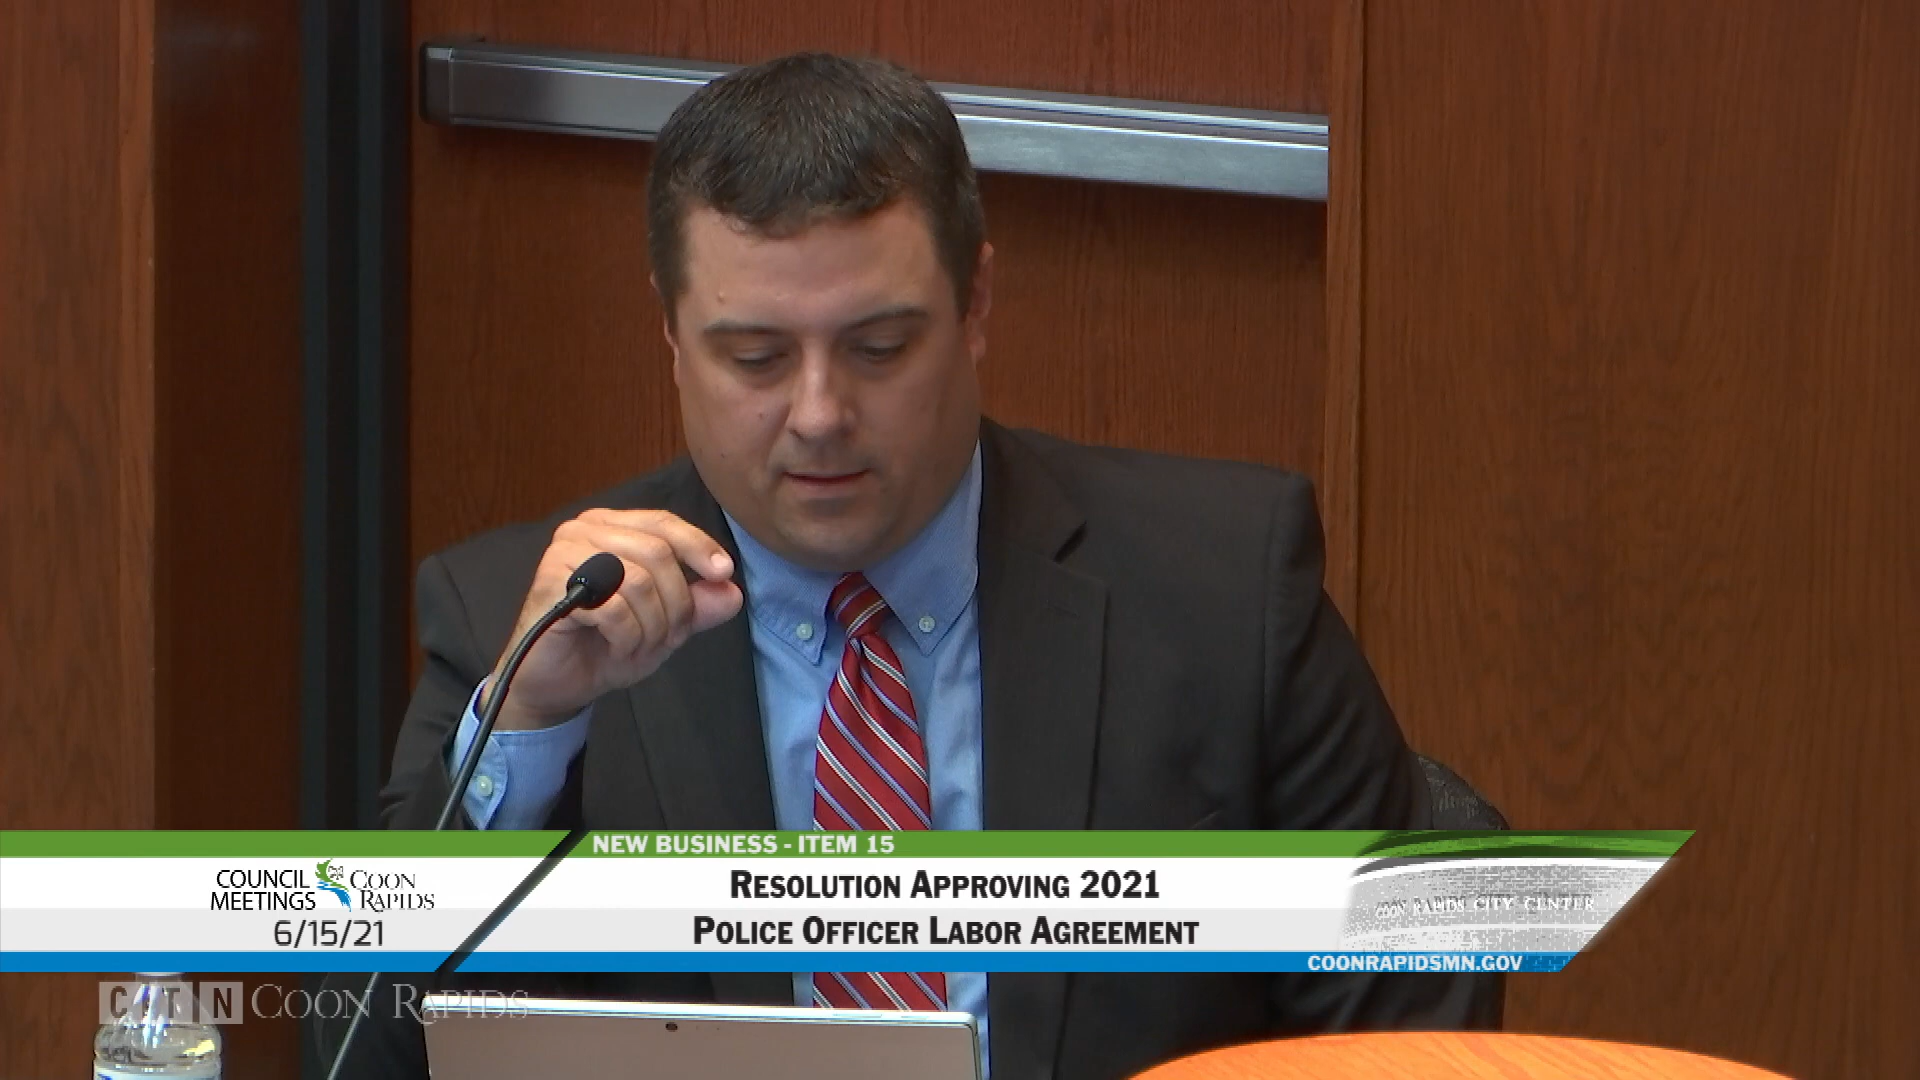 NEW BUSINESS - ITEM 15
COUNCIL MEETINGS
COON RAPIDS
6/15/21
RESOLUTION APPROVING 2021
POLICE OFFICER LABOR AGREEMENT
COON RAPIDS CITY CENTER
COONRAPIDSMN.GOV
CTN COON RAPIDS